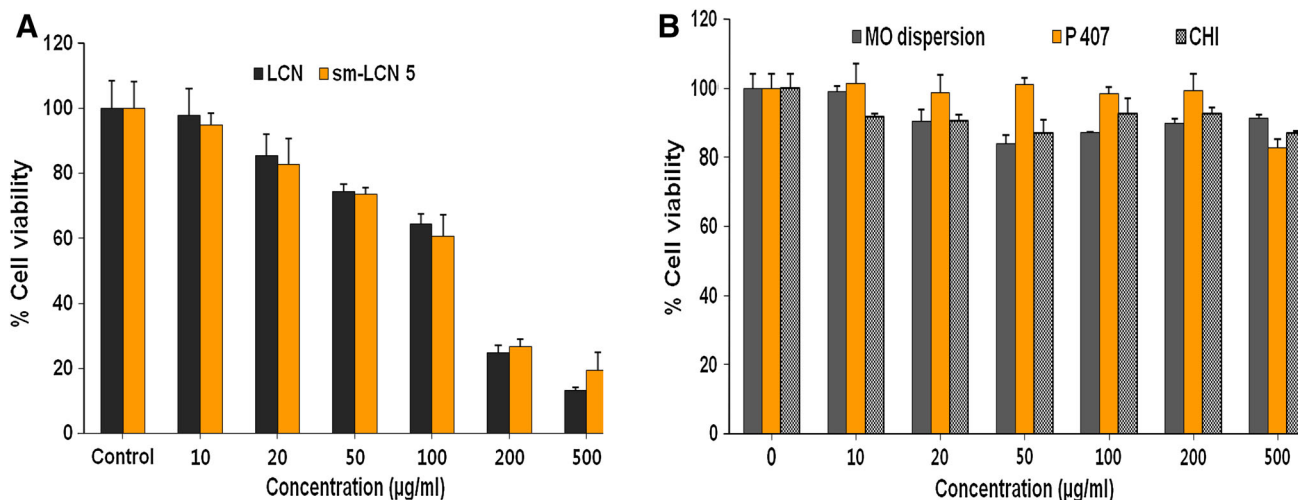 A
120
100
80
60
40
20
0
% Cell viability
LCN sm-LCN 5
Control 10 20 50 100 200 500
Concentration (µg/ml)
B
120
100
80
60
40
20
0
% Cell viability
MO dispersion P 407 CHI
0 10 20 50 100 200 500
Concentration (µg/ml)